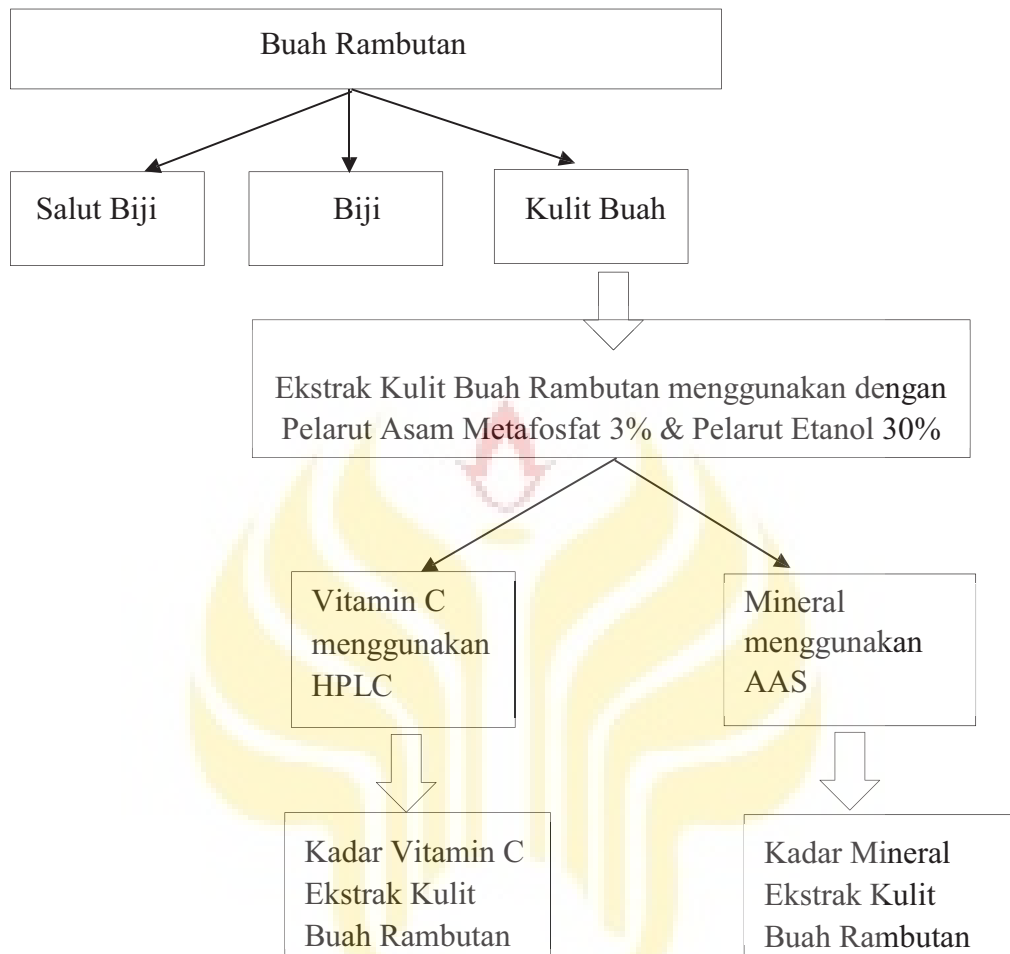 Buah Rambutan
Salut Biji
Biji
Kulit Buah
Ekstrak Kulit Buah Rambutan menggunakan dengan
Pelarut Asam Metafosfat 3% & Pelarut Etanol 30%
Vitamin C
menggunakan
HPLC
Mineral
menggunakan
AAS
Kadar Vitamin C
Ekstrak Kulit
Buah Rambutan
Kadar Mineral
Ekstrak Kulit
Buah Rambutan